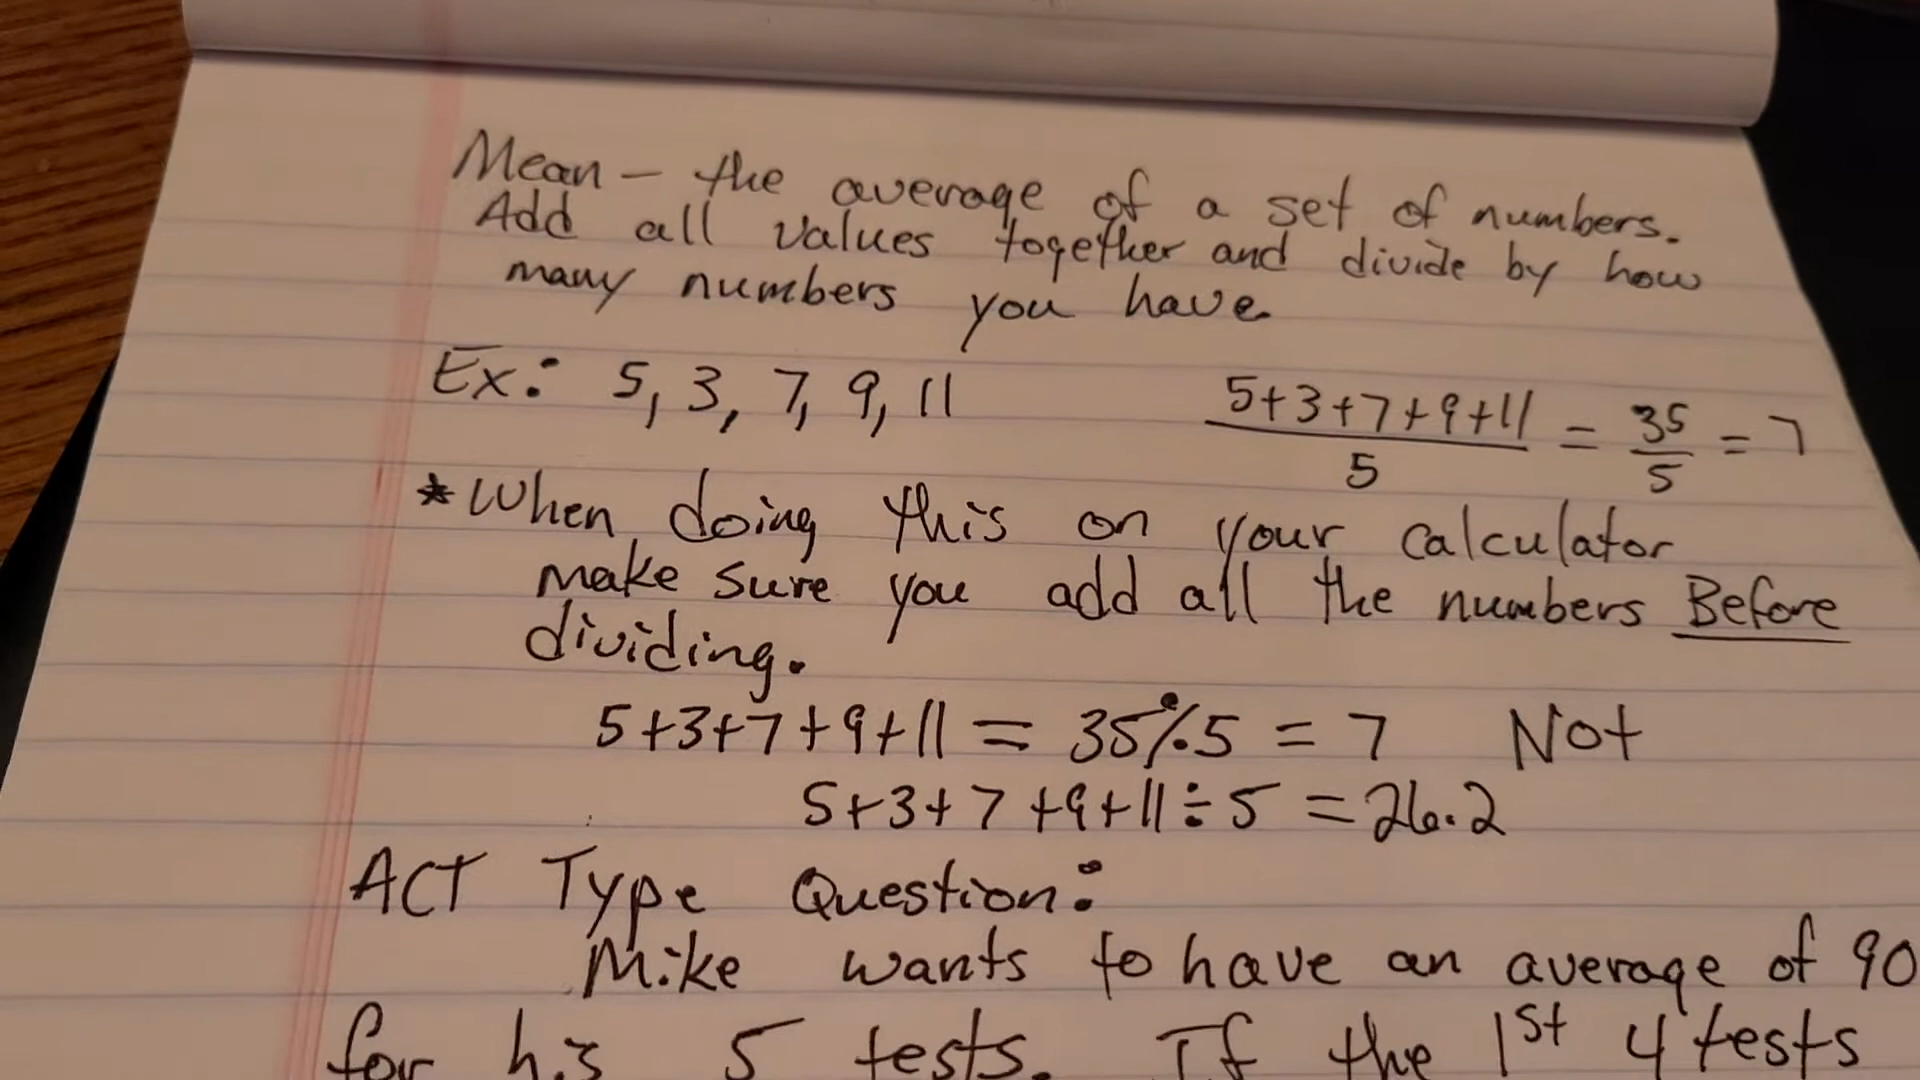 Mean – the average of a set of numbers.
Add all values together and divide by how
many numbers you have.
Ex: 5, 3, 7, 9, 11 5+3+7+9+11/5 = 35/5 = 7
*When doing this on your calculator
make sure you add all the numbers Before
dividing.
5+3+7+9+11 = 35÷5 = 7 Not
5+3+7+9+11÷5 = 26.2
ACT Type Question:
Mike wants to have an average of 90
for his 5 tests. If the 1st 4 tests